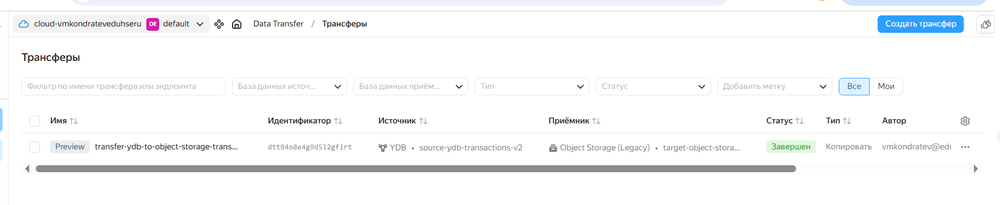 cloud-vmkondrateveduhseru DE default Data Transfer / Трансферы Создать трансфер
Трансферы
Фильтр по имени трансфера или эндпоинта База данных источ... База данных приём... Тип Статус Добавить метку Все Мои
Имя Идентификатор Источник Приёмник Статус Тип Автор
Preview transfer-ydb-to-object-storage-trans... dtt94o8e4g9d5l2gfirt YDB • source-ydb-transactions-v2 Object Storage (Legacy) • target-object-stora... Завершен Копировать vmkondratev@edu